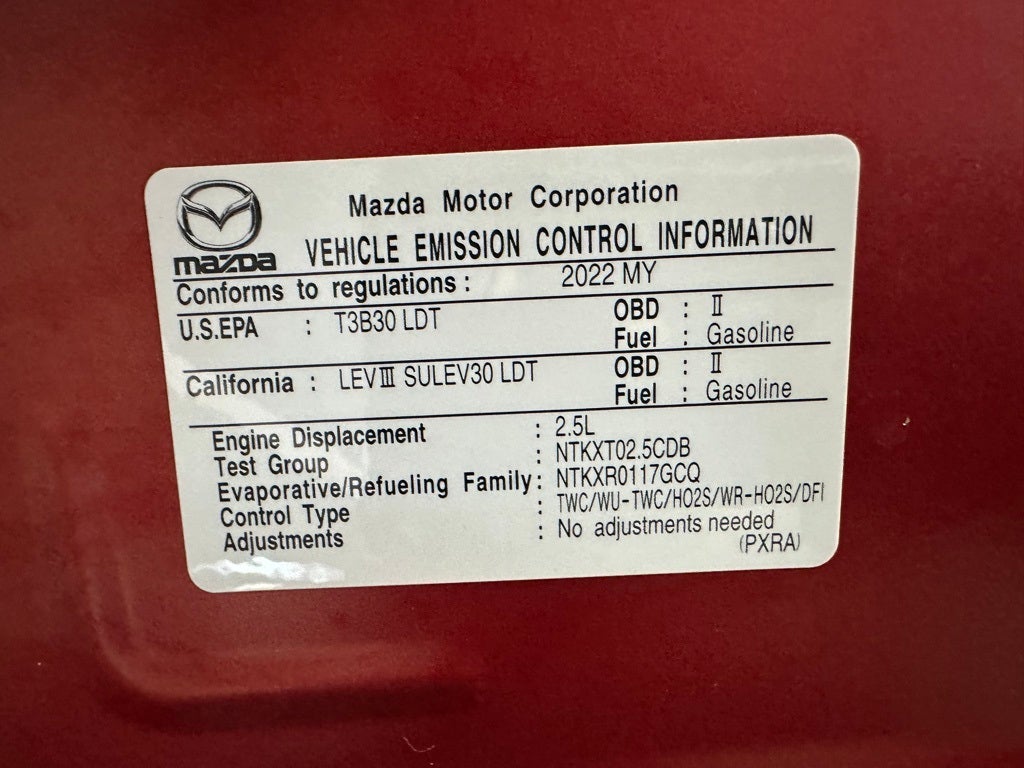 Mazda Motor Corporation
mazda VEHICLE EMISSION CONTROL INFORMATION
Conforms to regulations : 2022 MY
U.S.EPA : T3B30 LDT OBD : Ⅱ
Fuel : Gasoline
California : LEVⅢ SULEV30 LDT OBD : Ⅱ
Fuel : Gasoline
Engine Displacement : 2.5L
Test Group : NTKXT02.5CDB
Evaporative/Refueling Family : NTKXR0117GCQ
Control Type : TWC/WU-TWC/HO2S/WR-HO2S/DFI
Adjustments : No adjustments needed
(PXRA)